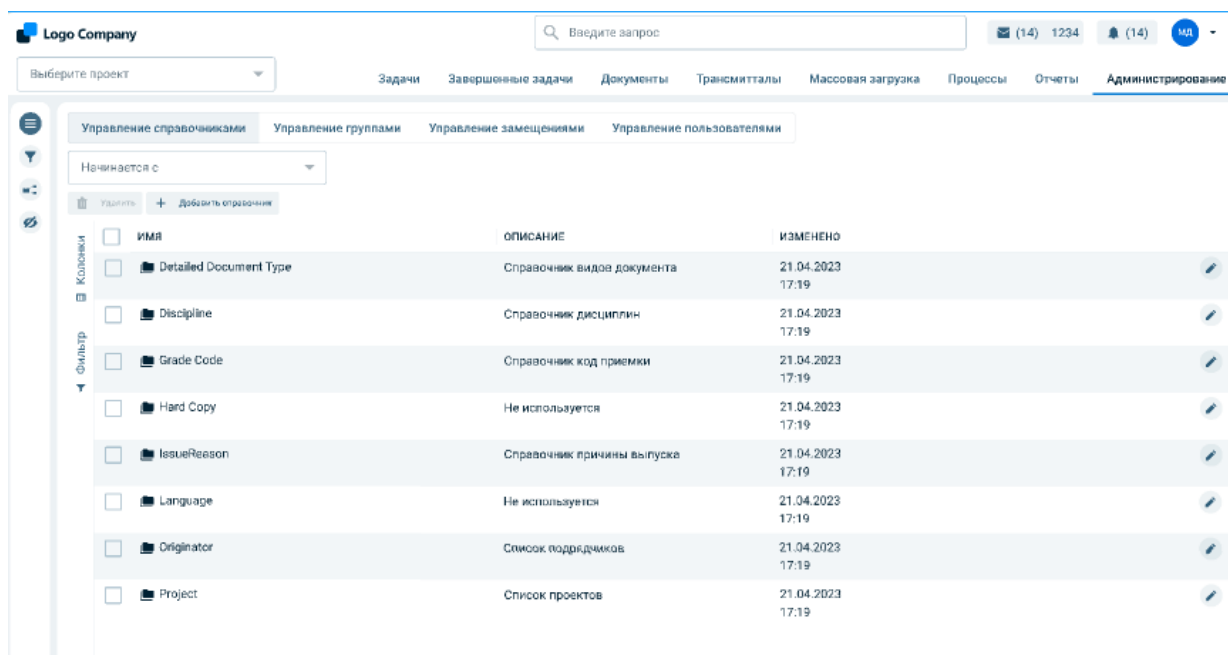 Logo Company
Введите запрос
(14) 1234
(14)
МД
Выберите проект
Задачи Завершенные задачи Документы Трансмитталы Массовая загрузка Процессы Отчеты Администрирование
Управление справочниками Управление группами Управление замещениями Управление пользователями
Начинается с
Удалить Добавить справочник
Колонки
Фильтр
ИМЯ ОПИСАНИЕ ИЗМЕНЕНО
Detailed Document Type Справочник видов документа 21.04.2023
17:19
Discipline Справочник дисциплин 21.04.2023
17:19
Grade Code Справочник код приемки 21.04.2023
17:19
Hard Copy Не используется 21.04.2023
17:19
IssueReason Справочник причины выпуска 21.04.2023
17:19
Language Не используется 21.04.2023
17:19
Originator Список подрядчиков 21.04.2023
17:19
Project Список проектов 21.04.2023
17:19